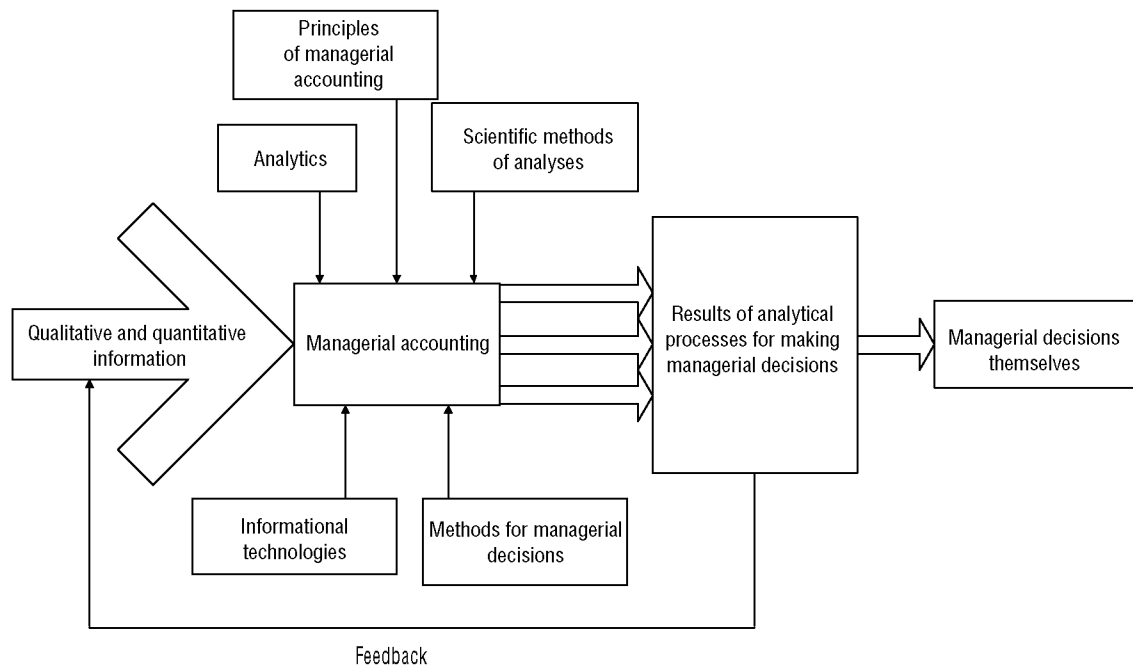 Principles
of managerial
accounting
Scientific methods
of analyses
Analytics
Qualitative and quantitative
information
Managerial accounting
Results of analytical
processes for making
managerial decisions
Managerial decisions
themselves
Informational
technologies
Methods for managerial
decisions
Feedback